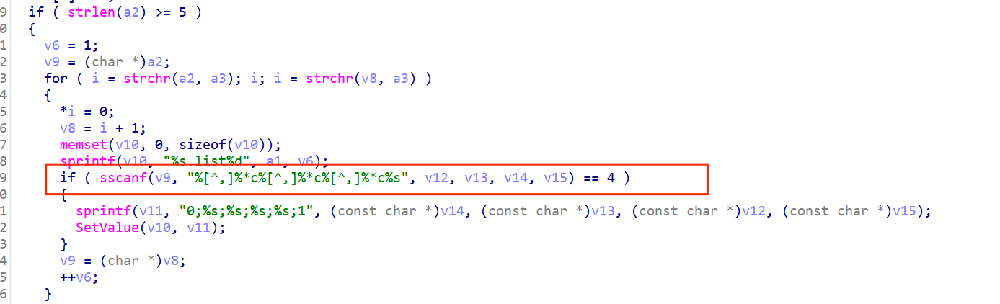 9 if ( strlen(a2) >= 5 )
0 {
1 v6 = 1;
2 v9 = (char *)a2;
3 for ( i = strchr(a2, a3); i; i = strchr(v8, a3) )
4 {
5 *i = 0;
6 v8 = i + 1;
7 memset(v10, 0, sizeof(v10));
8 sprintf(v10, "%s.list%d", a1, v6);
9 if ( sscanf(v9, "%[^,]%*c%[^,]%*c%[^,]%*c%s", v12, v13, v14, v15) == 4 )
0 {
1 sprintf(v11, "0;%s;%s;%s;%s;1", (const char *)v14, (const char *)v13, (const char *)v12, (const char *)v15);
2 SetValue(v10, v11);
3 }
4 v9 = (char *)v8;
5 ++v6;
6 }